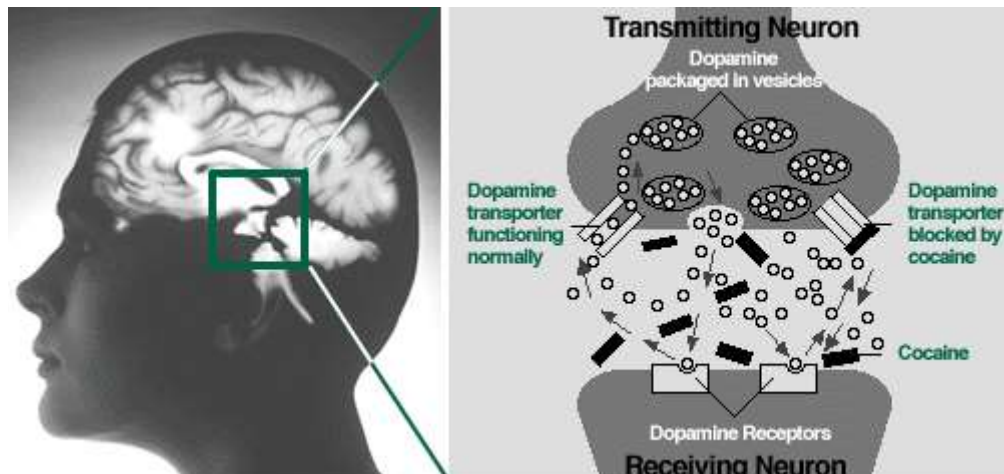 Transmitting Neuron
Dopamine
packaged in vesicles
Dopamine
transporter
functioning
normally
Dopamine
transporter
blocked by
cocaine
Cocaine
Dopamine Receptors
Receiving Neuron